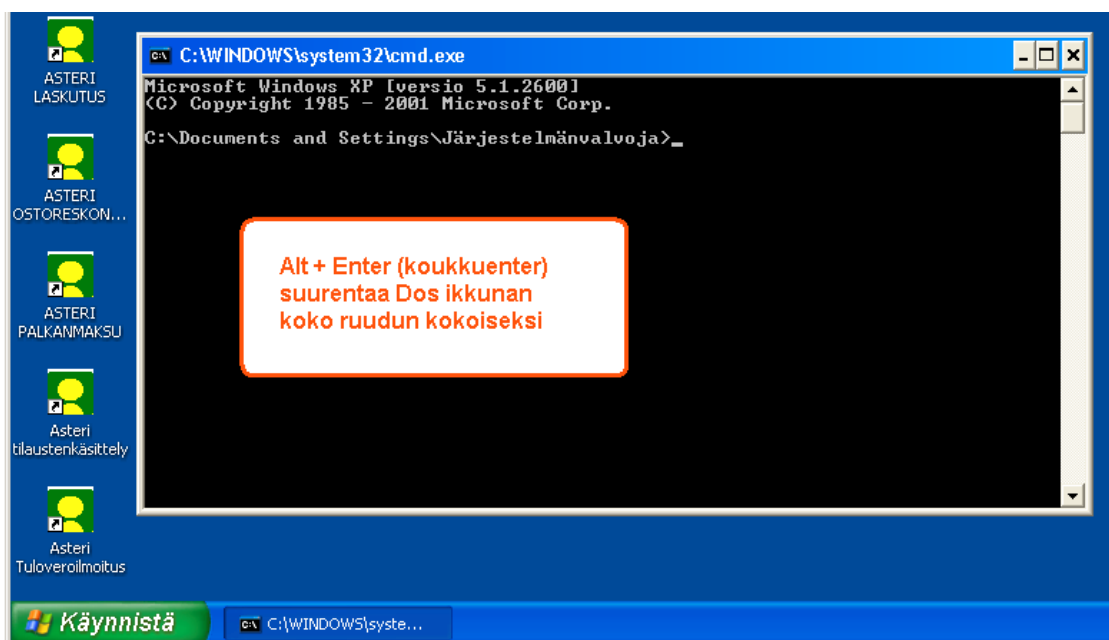 ASTERI
LASKUTUS
ASTERI
OSTORESKON...
ASTERI
PALKANMAKSU
Asteri
tilaustenkäsittely
Asteri
Tuloveroilmoitus
C:\WINDOWS\system32\cmd.exe
Microsoft Windows XP [versio 5.1.2600]
(C) Copyright 1985 - 2001 Microsoft Corp.
C:\Documents and Settings\Järjestelmänvalvoja>_
Alt + Enter (koukkuenter)
suurentaa Dos ikkunan
koko ruudun kokoiseksi
Käynnistä
C:\WINDOWS\syste...